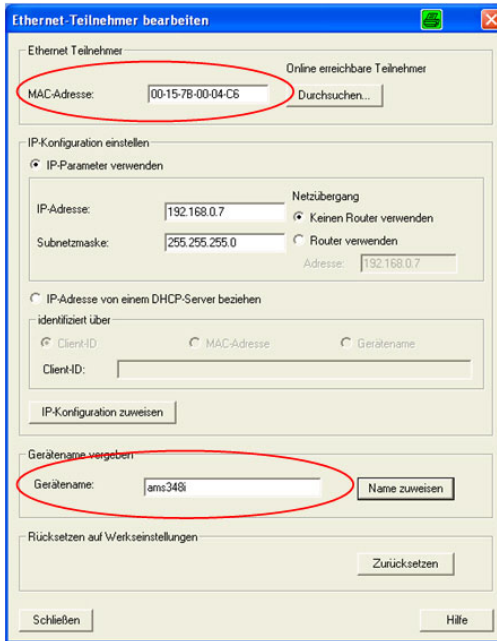 Ethernet-Teilnehmer bearbeiten
Ethernet Teilnehmer
Online erreichbare Teilnehmer
MAC-Adresse: 00-15-7B-00-04-C6 Durchsuchen...
IP-Konfiguration einstellen
IP-Parameter verwenden
Netzübergang
IP-Adresse: 192.168.0.7 Keinen Router verwenden
Subnetzmaske: 255.255.255.0 Router verwenden
Adresse: 192.168.0.7
IP-Adresse von einem DHCP-Server beziehen
identifiziert über
Client-ID MAC-Adresse Gerätename
Client-ID:
IP-Konfiguration zuweisen
Gerätename vergeben
Gerätename: ams348i Name zuweisen
Rücksetzen auf Werkseinstellungen
Zurücksetzen
Schließen Hilfe